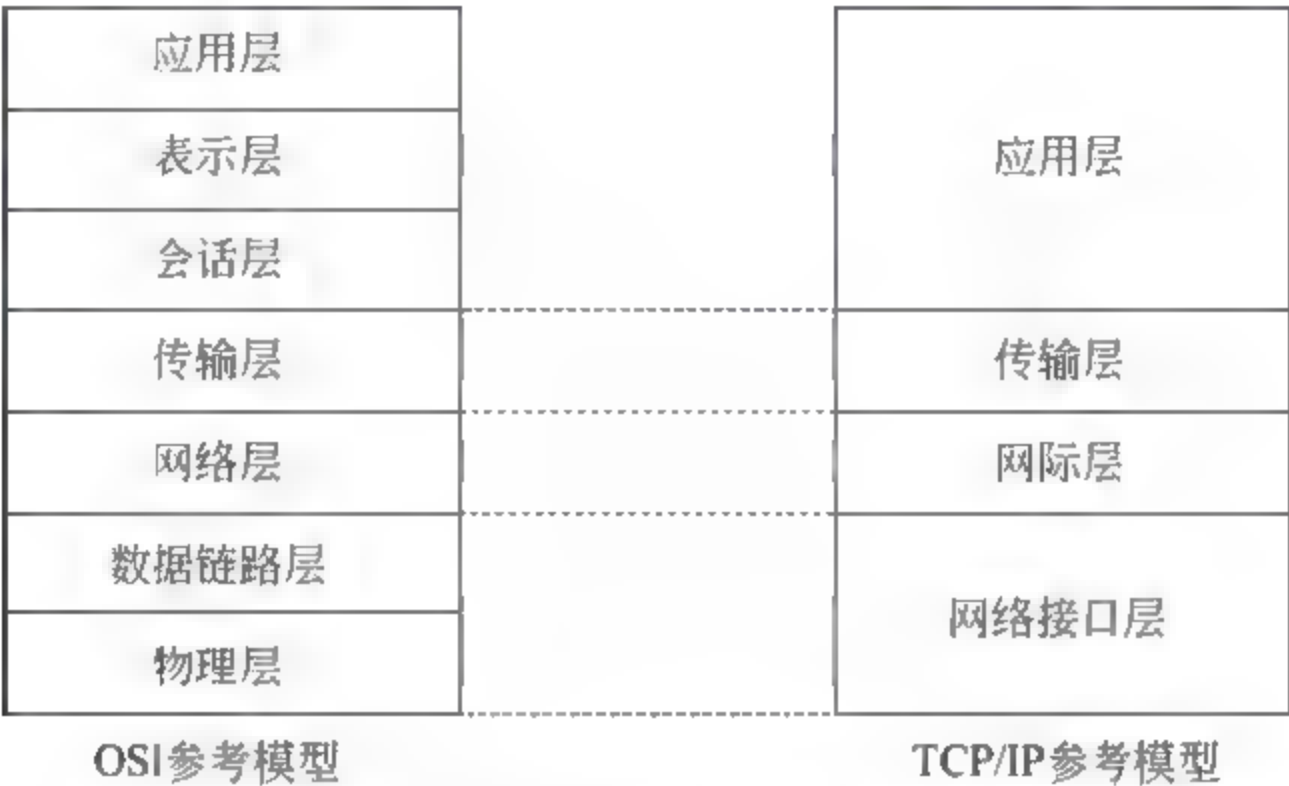 应用层
表示层
会话层
传输层
网络层
数据链路层
物理层
OSI参考模型
应用层
传输层
网际层
网络接口层
TCP/IP参考模型